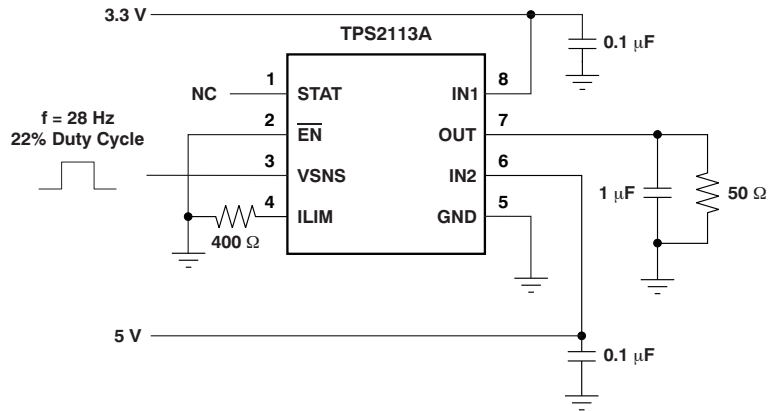 3.3 V
TPS2113A
0.1 μF
NC
1
STAT
IN1
8
f = 28 Hz
22% Duty Cycle
2
EN
OUT
7
3
VSNS
IN2
6
1 μF
50 Ω
4
ILIM
GND
5
400 Ω
5 V
0.1 μF